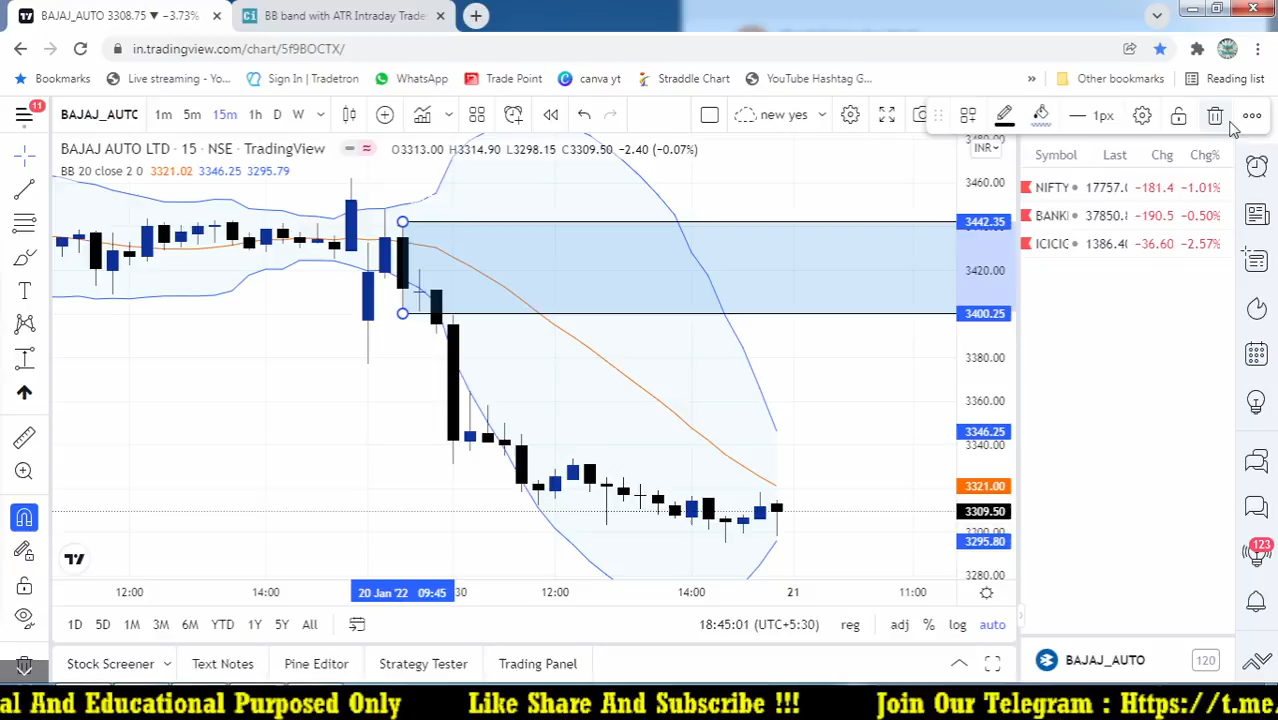 BAJAJ_AUTO 3308.75 ▼ −3.73%
BB band with ATR Intraday Trade
in.tradingview.com/chart/5f9BOCTX/
Bookmarks
Live streaming - Yo...
Sign In | Tradetron
WhatsApp
Trade Point
canva yt
Straddle Chart
YouTube Hashtag G...
»
Other bookmarks
Reading list
11
BAJAJ_AUTO
1m 5m 15m 1h D W
new yes
1px
BAJAJ AUTO LTD · 15 · NSE · TradingView
O3313.00 H3314.90 L3298.15 C3309.50 −2.40 (−0.07%)
BB 20 close 2 0 3321.02 3346.25 3295.79
INR
Symbol Last Chg Chg%
NIFTY 17757.( -181.4 -1.01%
BANKI 37850.8 -190.5 -0.50%
ICICIC 1386.40 -36.60 -2.57%
3460.00
3442.35
3420.00
3400.25
3380.00
3360.00
3346.25
3340.00
3321.00
3309.50
3300.00
3295.80
3280.00
12:00 14:00 20 Jan '22 09:45 :30 12:00 14:00 21 11:00
1D 5D 1M 3M 6M YTD 1Y 5Y All
18:45:01 (UTC+5:30) reg adj % log auto
123
Stock Screener Text Notes Pine Editor Strategy Tester Trading Panel
BAJAJ_AUTO 120
al And Educational Purposed Only Like Share And Subscribe !!! Join Our Telegram : Https://t.me/